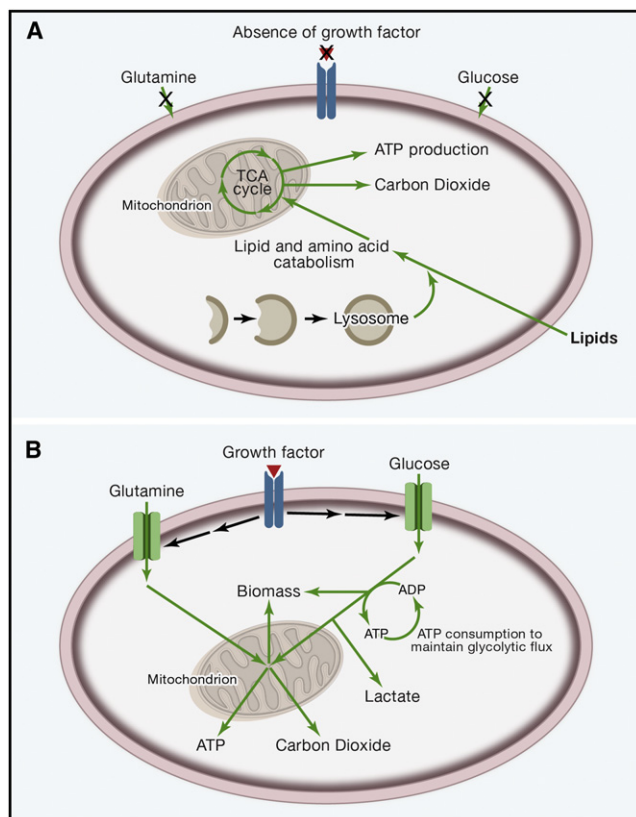 A
Absence of growth factor
Glutamine
Glucose
ATP production
TCA
cycle
Carbon Dioxide
Mitochondrion
Lipid and amino acid
catabolism
Lysosome
Lipids
B
Growth factor
Glucose
Glutamine
Biomass
ADP
ATP
ATP consumption to
maintain glycolytic flux
Mitochondrion
Lactate
ATP
Carbon Dioxide